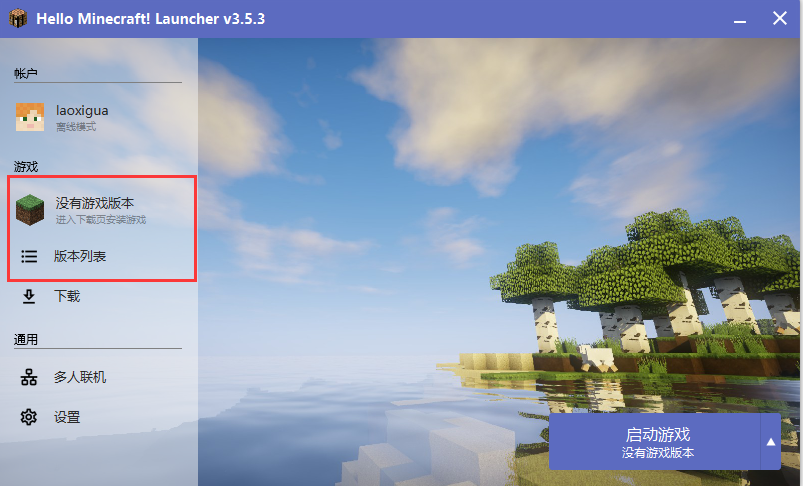 Hello Minecraft! Launcher v3.5.3
帐户
laoxigua
离线模式
游戏
没有游戏版本
进入下载页安装游戏
版本列表
下载
通用
多人联机
设置
启动游戏
没有游戏版本